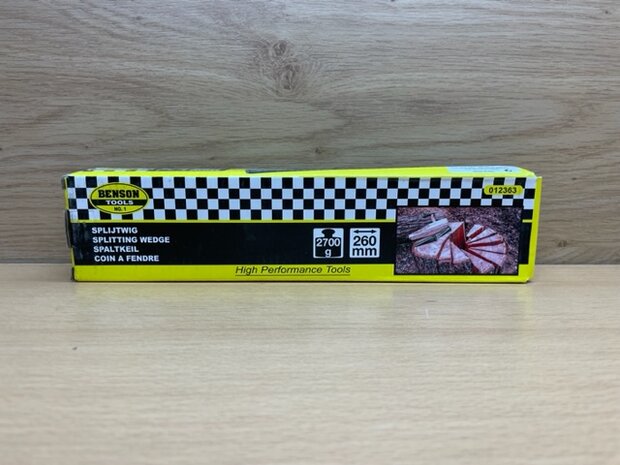 BENSON
TOOLS
NO. 1
012363
SPLIJTWIG
SPLITTING WEDGE
SPALTKEIL
COIN A FENDRE
2700
g
260
mm
High Performance Tools